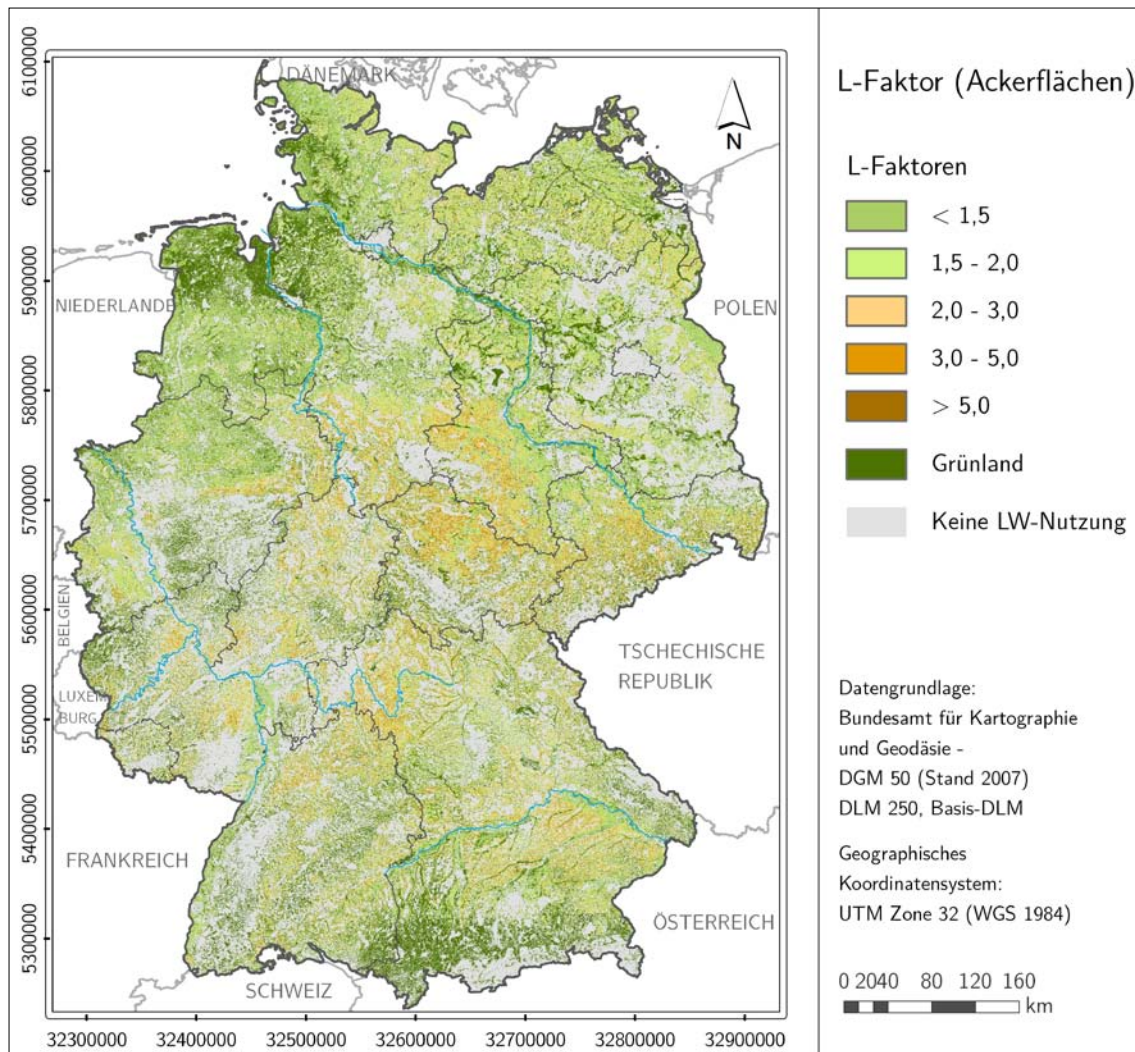 DÄNEMARK
N
NIEDERLANDE
POLEN
BELGIEN
LUXEM
BURG
TSCHECHISCHE
REPUBLIK
FRANKREICH
ÖSTERREICH
SCHWEIZ
6100000
6000000
5900000
5800000
5700000
5600000
5500000
5400000
5300000
32300000 32400000 32500000 32600000 32700000 32800000 32900000
L-Faktor (Ackerflächen)
L-Faktoren
< 1,5
1,5 - 2,0
2,0 - 3,0
3,0 - 5,0
> 5,0
Grünland
Keine LW-Nutzung
Datengrundlage:
Bundesamt für Kartographie
und Geodäsie -
DGM 50 (Stand 2007)
DLM 250, Basis-DLM
Geographisches
Koordinatensystem:
UTM Zone 32 (WGS 1984)
0 20 40 80 120 160
km